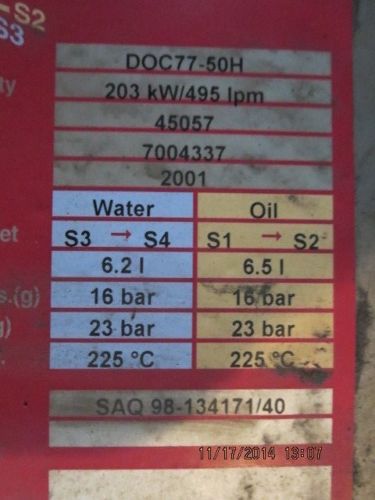 S2
S3
DOC77-50H
203 kW/495 lpm
45057
7004337
2001
Water Oil
S3 → S4 S1 → S2
6.2 l 6.5 l
s.(g) 16 bar 16 bar
23 bar 23 bar
225 °C 225 °C
SAQ 98-134171/40
11/17/2014 13:07